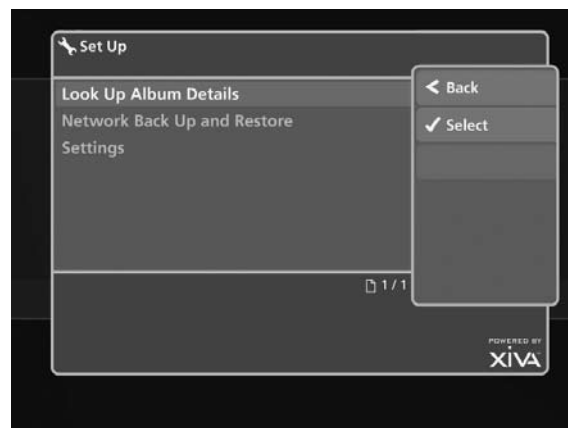 Set Up
Look Up Album Details
Network Back Up and Restore
Settings
< Back
✓ Select
1/1
POWERED BY
XIVA